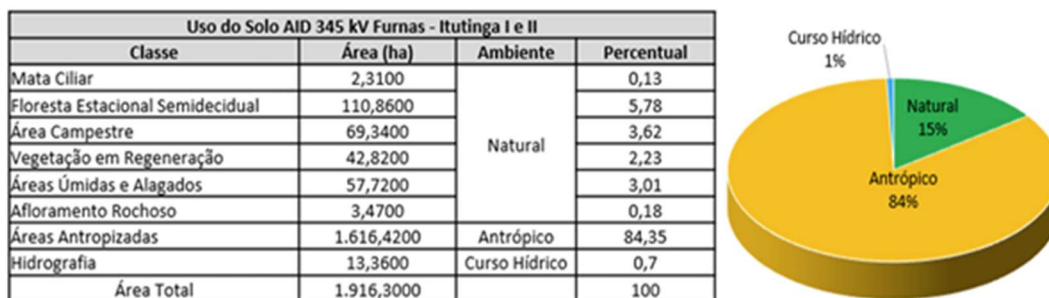 Uso do Solo AID 345 kV Furnas - Itutinga I e II
Classe Área (ha) Ambiente Percentual
Mata Ciliar 2,3100 0,13
Floresta Estacional Semidecidual 110,8600 5,78
Área Campestre 69,3400 3,62
Natural
Vegetação em Regeneração 42,8200 2,23
Áreas Úmidas e Alagados 57,7200 3,01
Afloramento Rochoso 3,4700 0,18
Áreas Antropizadas 1.616,4200 Antrópico 84,35
Hidrografia 13,3600 Curso Hídrico 0,7
Área Total 1.916,3000 100
Curso Hídrico
1%
Natural
15%
Antrópico
84%